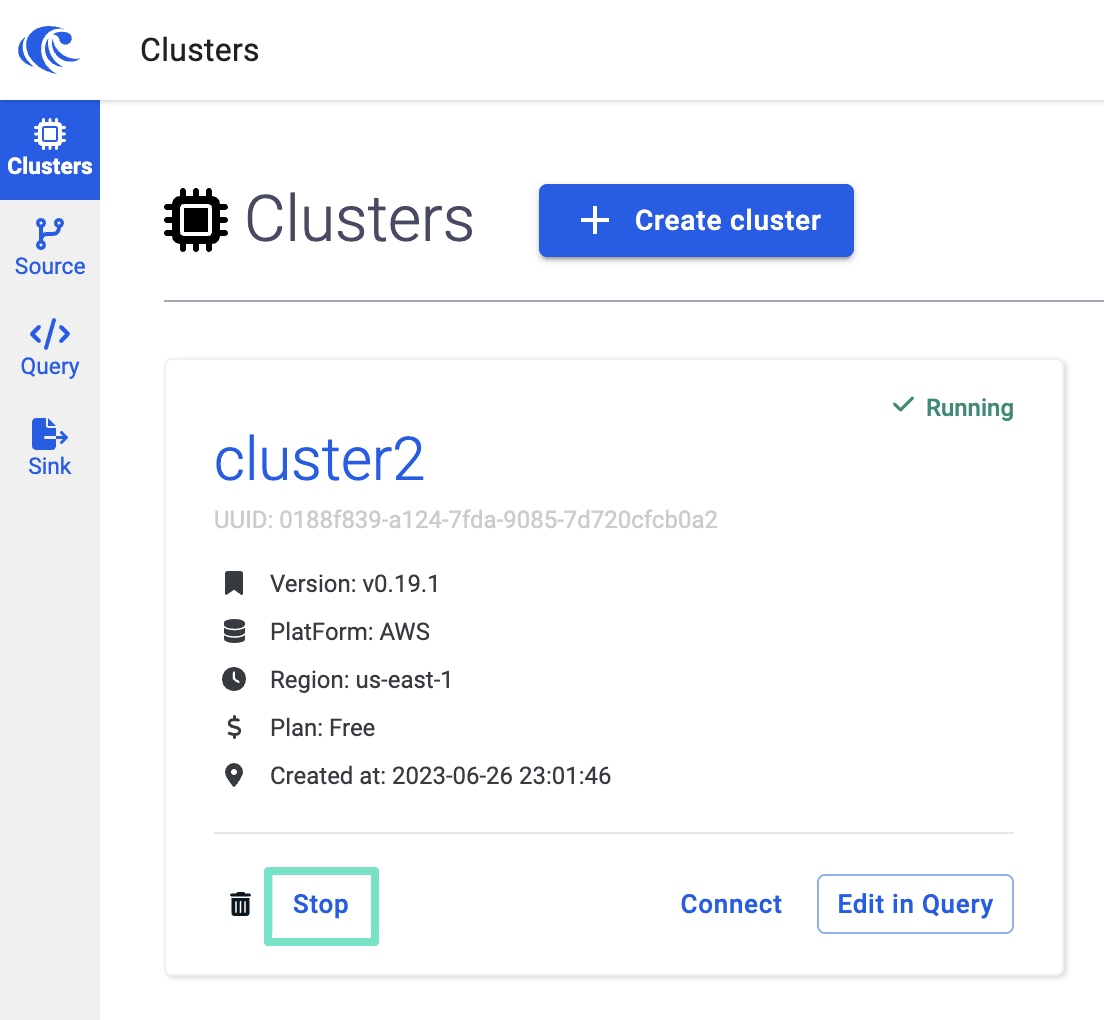 Clusters
Clusters
Source
Query
Sink
Clusters
Create cluster
Running
cluster2
UUID: 0188f839-a124-7fda-9085-7d720cfcb0a2
Version: v0.19.1
PlatForm: AWS
Region: us-east-1
Plan: Free
Created at: 2023-06-26 23:01:46
Stop
Connect
Edit in Query